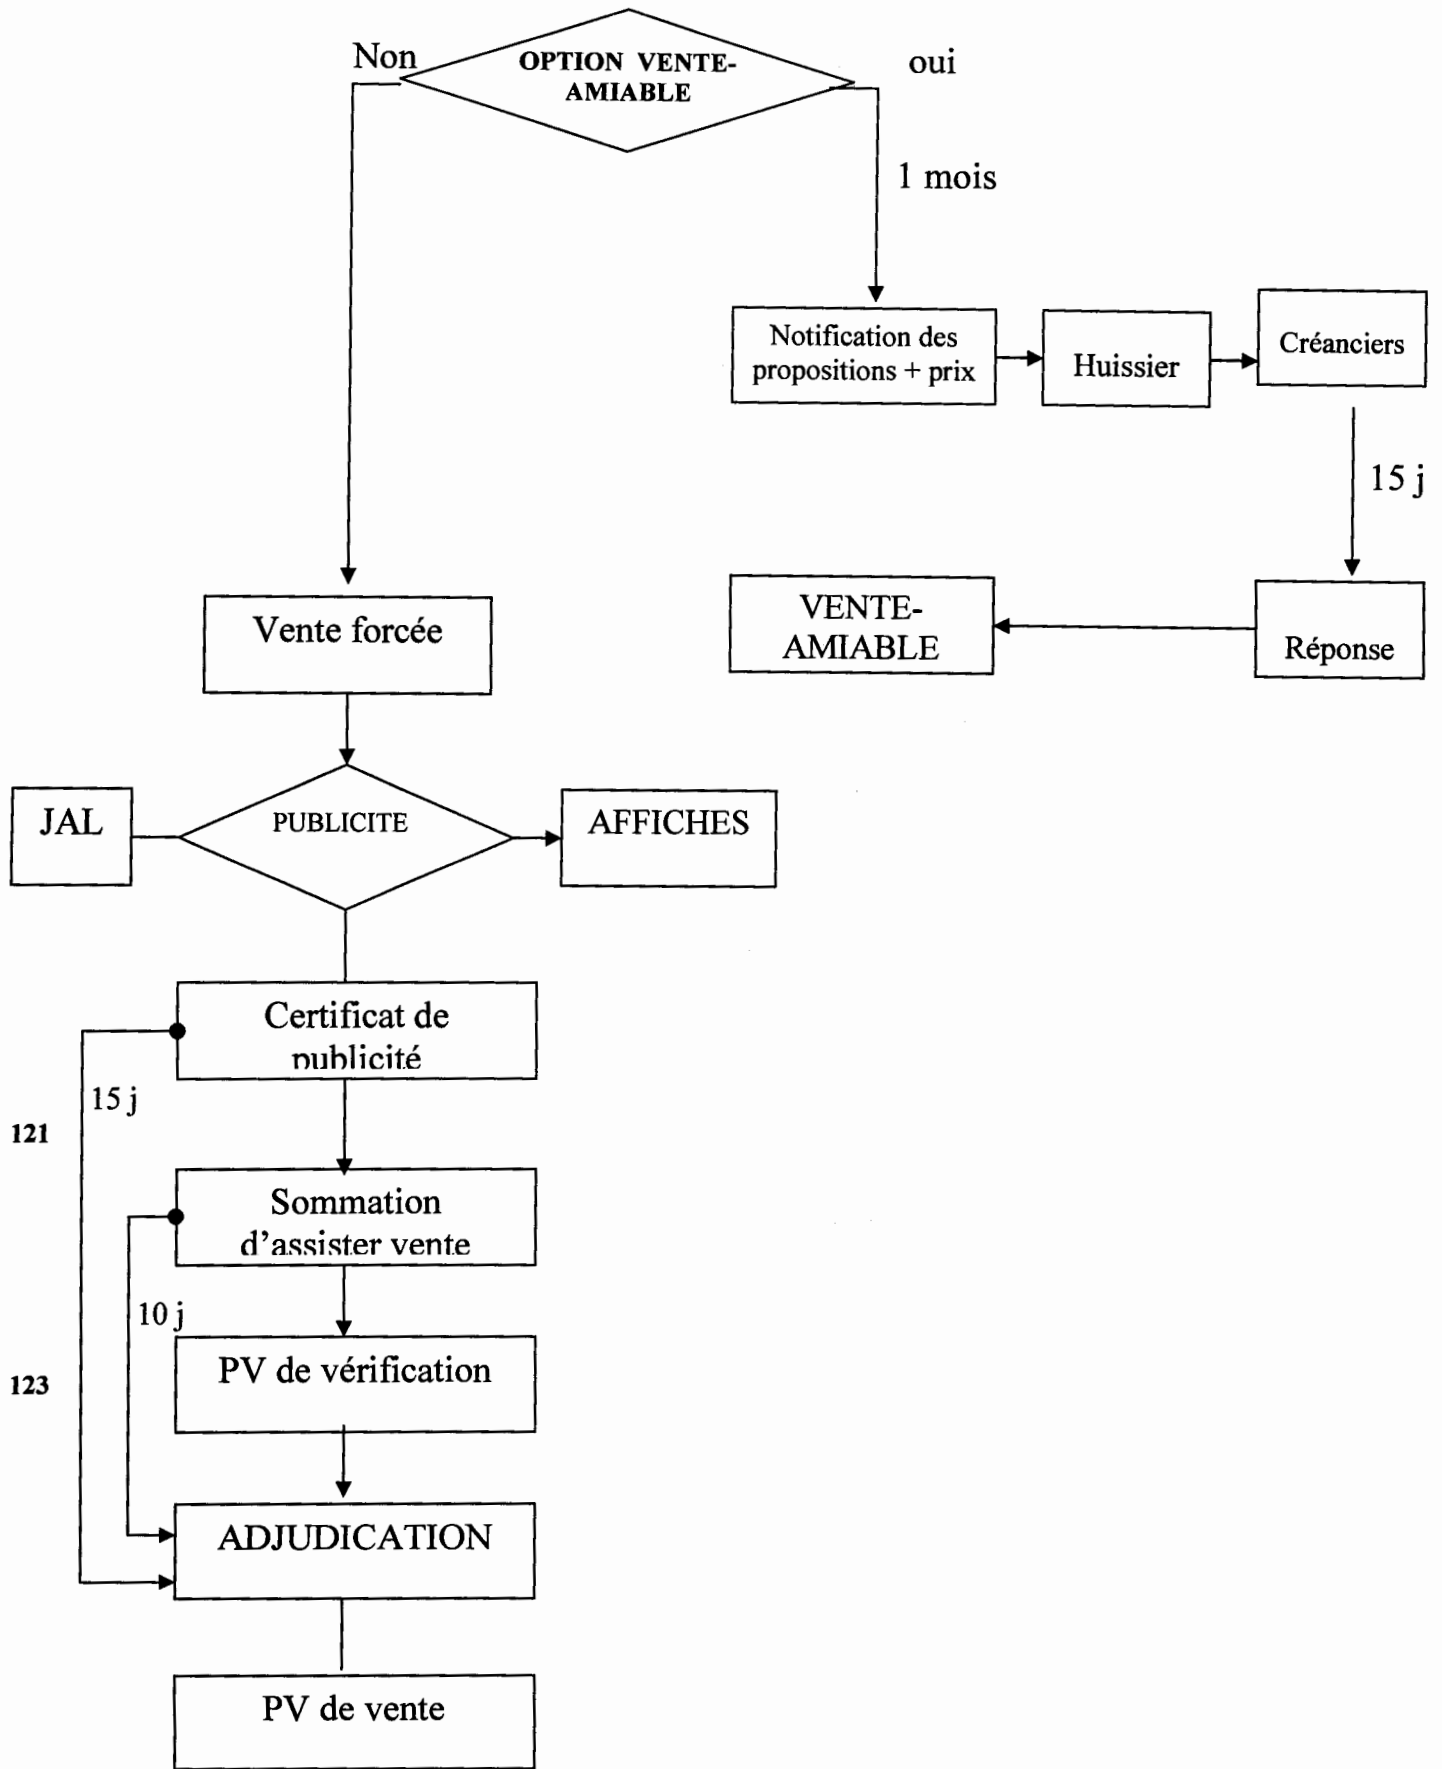 Non
OPTION VENTE-
AMIABLE
oui
1 mois
Notification des
propositions + prix
Huissier
Créanciers
15 j
Vente forcée
VENTE-
AMIABLE
Réponse
JAL
PUBLICITE
AFFICHES
Certificat de
publicité
15 j
121
Sommation
d'assister vente
10 j
PV de vérification
123
ADJUDICATION
PV de vente